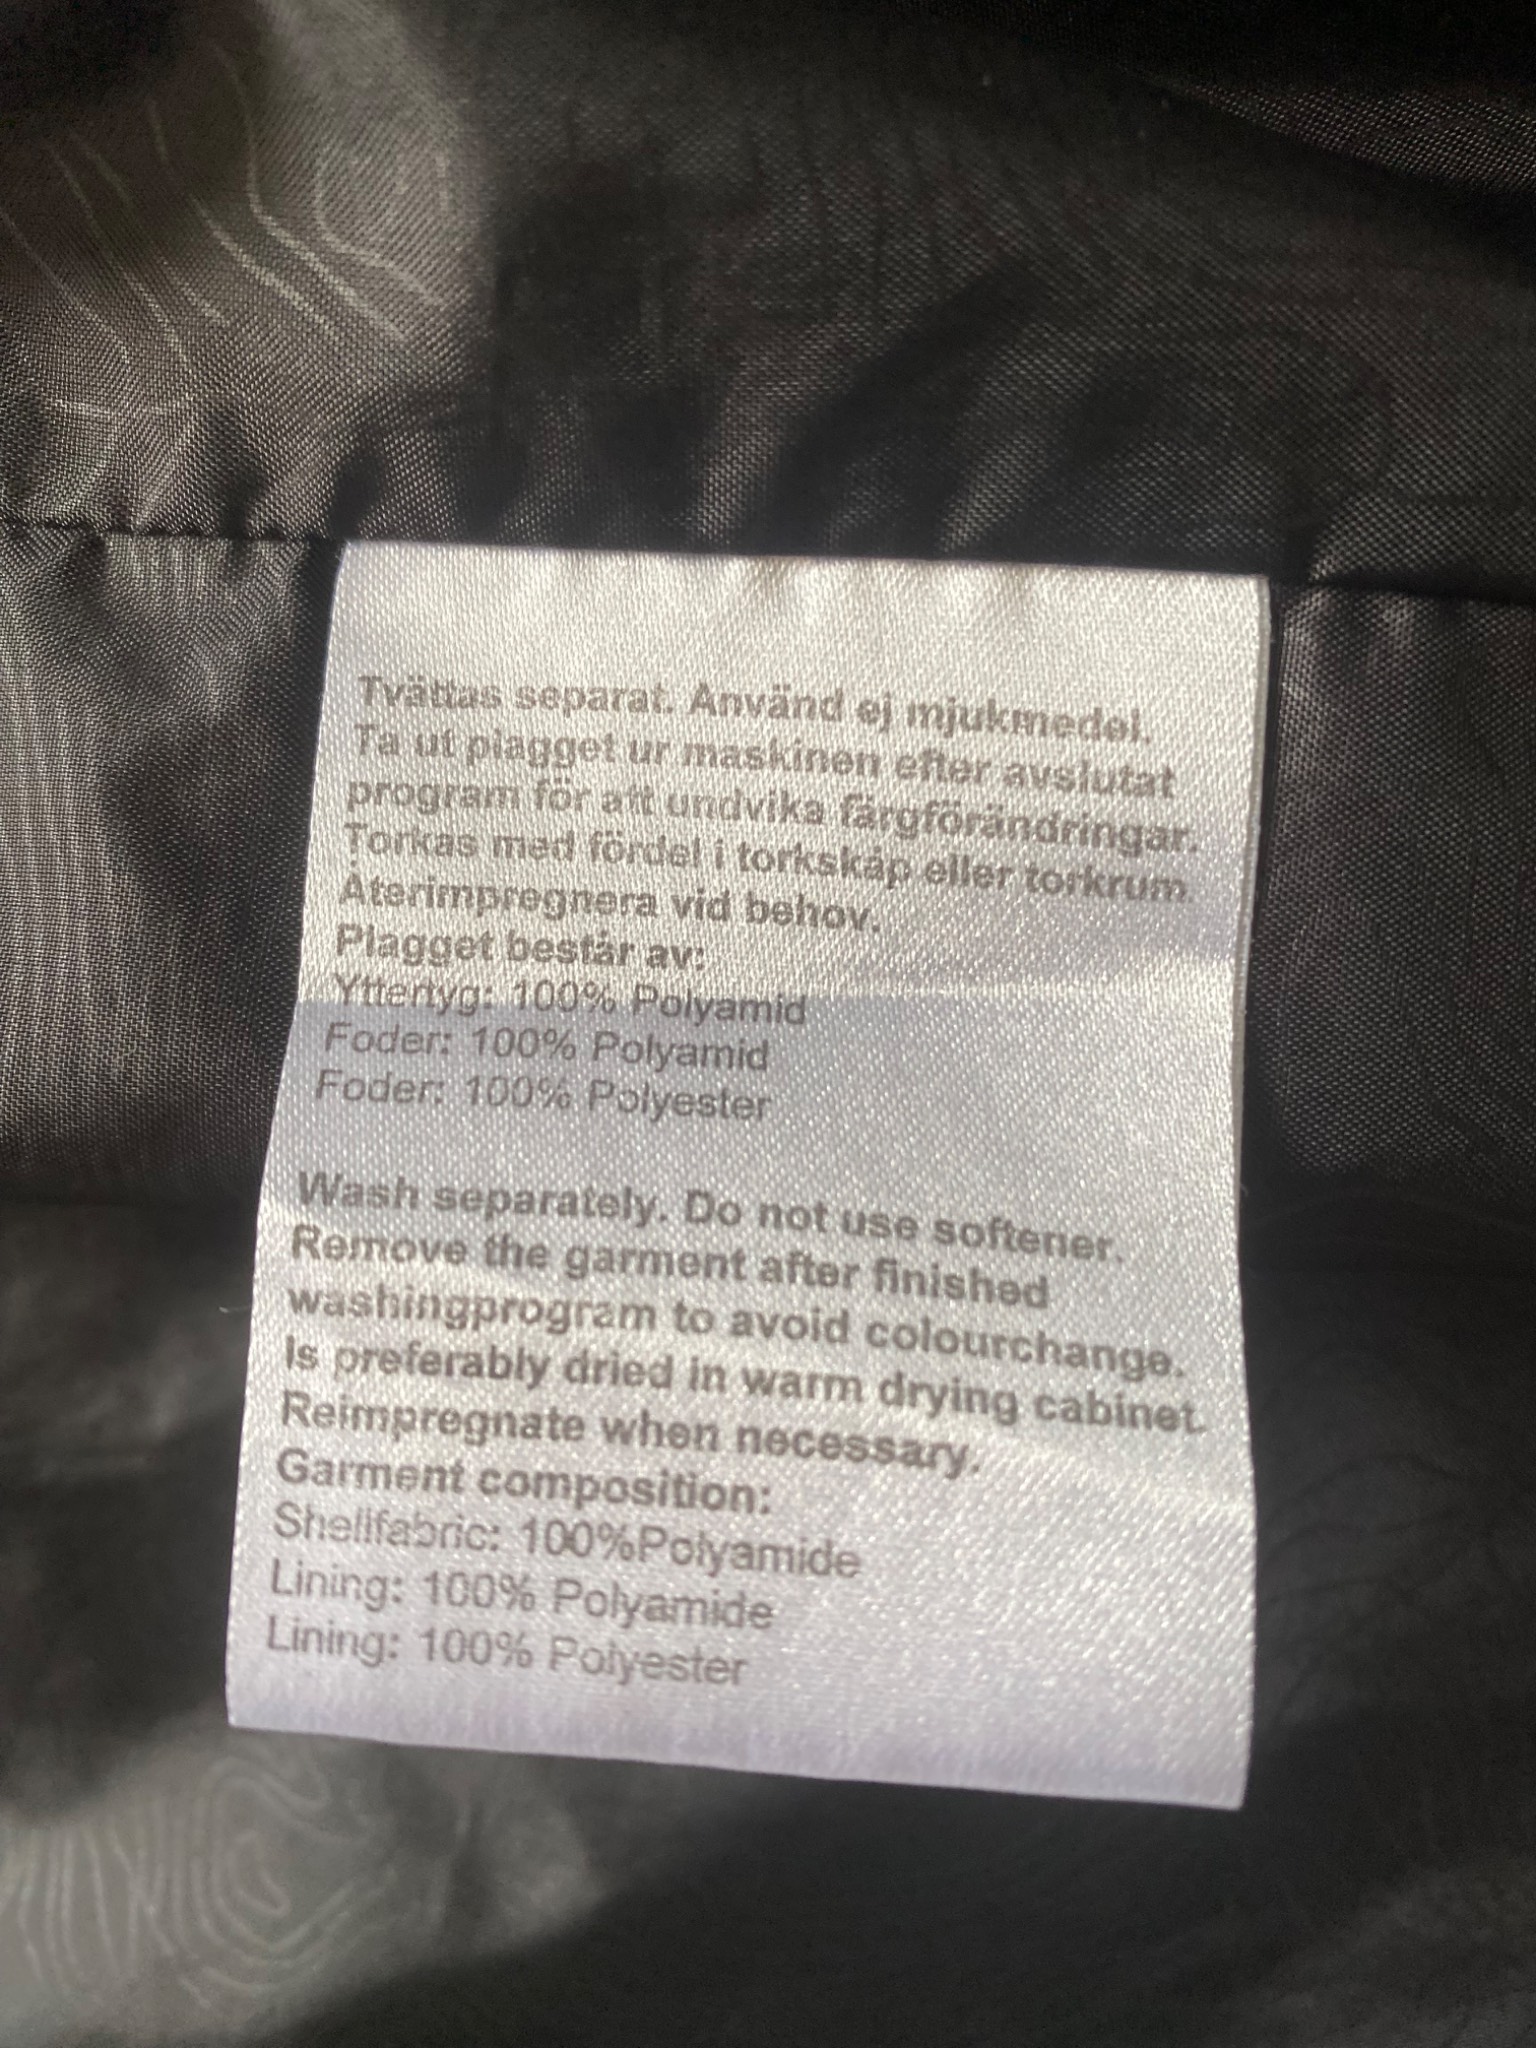 Tvättas separat. Använd ej mjukmedel.
Ta ut plagget ur maskinen efter avslutat
program för att undvika färgförändringar.
Torkas med fördel i torkskåp eller torkrum.
Återimpregnera vid behov.
Plagget består av:
Yttertyg: 100% Polyamid
Foder: 100% Polyamid
Foder: 100% Polyester
Wash separately. Do not use softener.
Remove the garment after finished
washingprogram to avoid colourchange.
Is preferably dried in warm drying cabinet.
Reimpregnate when necessary.
Garment composition:
Shellfabric: 100%Polyamide
Lining: 100% Polyamide
Lining: 100% Polyester